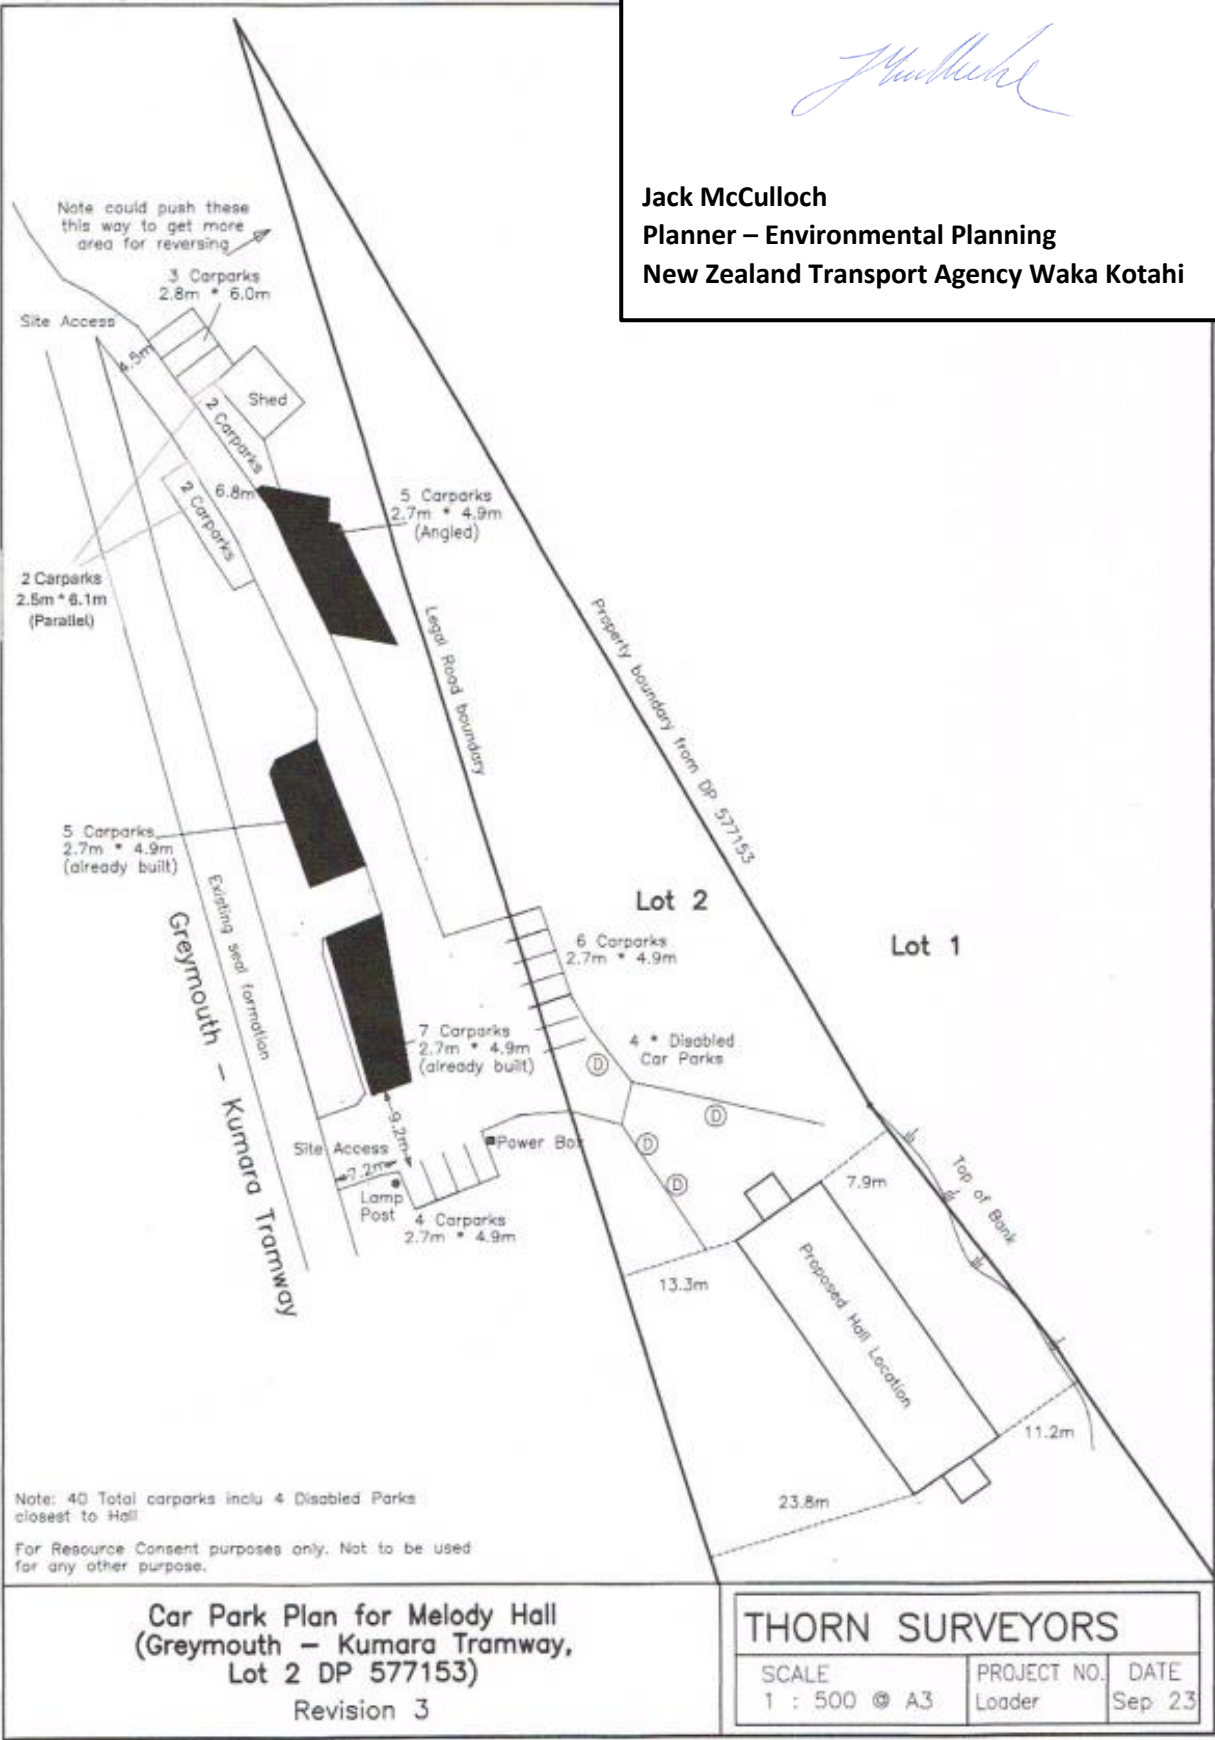 Jack McCulloch
Planner – Environmental Planning
New Zealand Transport Agency Waka Kotahi
Note could push these
this way to get more
area for reversing
3 Carparks
2.8m * 6.0m
Site Access
4.5m
Shed
2 Carparks
6.8m
2 Carparks
5 Carparks
2.7m * 4.9m
(Angled)
2 Carparks
2.5m * 6.1m
(Parallel)
Legal Road boundary
Property boundary from DP 577153
5 Carparks
2.7m * 4.9m
(already built)
Existing seal formation
Greymouth – Kumara Tramway
Lot 2
Lot 1
6 Carparks
2.7m * 4.9m
7 Carparks
2.7m * 4.9m
(already built)
4 * Disabled
Car Parks
D
D
D
D
9.2m
Site Access
7.2m
Power Box
Lamp
Post
4 Carparks
2.7m * 4.9m
7.9m
Top of Bank
13.3m
Proposed Hall Location
11.2m
23.8m
Note: 40 Total carparks inclu 4 Disabled Parks
closest to Hall
For Resource Consent purposes only. Not to be used
for any other purpose.
Car Park Plan for Melody Hall
(Greymouth – Kumara Tramway,
Lot 2 DP 577153)
Revision 3
THORN SURVEYORS
SCALE
1 : 500 @ A3
PROJECT NO.
Loader
DATE
Sep 23